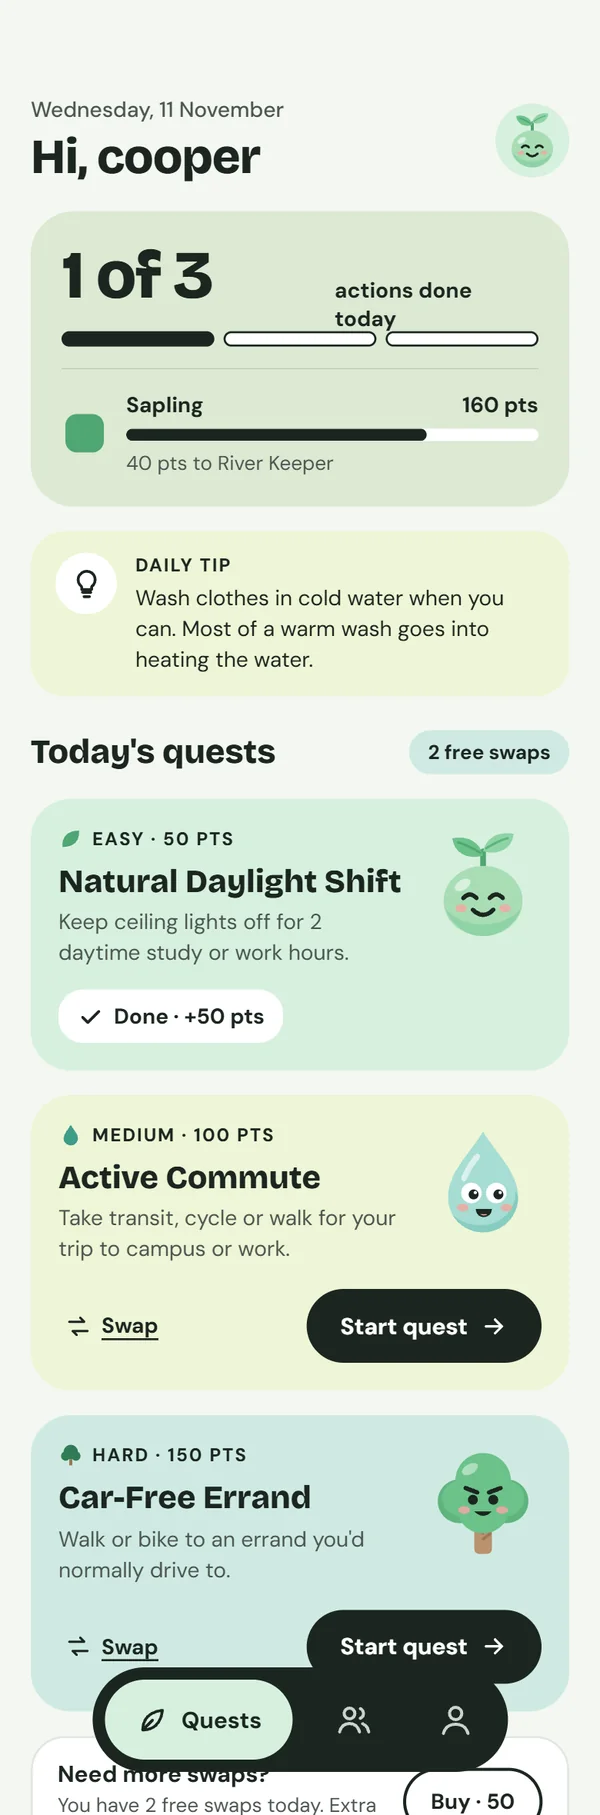 Wednesday, 11 November
Hi, cooper
1 of 3
actions done
today
Sapling
160 pts
40 pts to River Keeper
DAILY TIP
Wash clothes in cold water when you
can. Most of a warm wash goes into
heating the water.
Today's quests
2 free swaps
EASY · 50 PTS
Natural Daylight Shift
Keep ceiling lights off for 2
daytime study or work hours.
Done · +50 pts
MEDIUM · 100 PTS
Active Commute
Take transit, cycle or walk for your
trip to campus or work.
Swap
Start quest
HARD · 150 PTS
Car-Free Errand
Walk or bike to an errand you'd
normally drive to.
Swap
Start quest
Quests
Need more swaps?
You have 2 free swaps today. Extra
Buy · 50